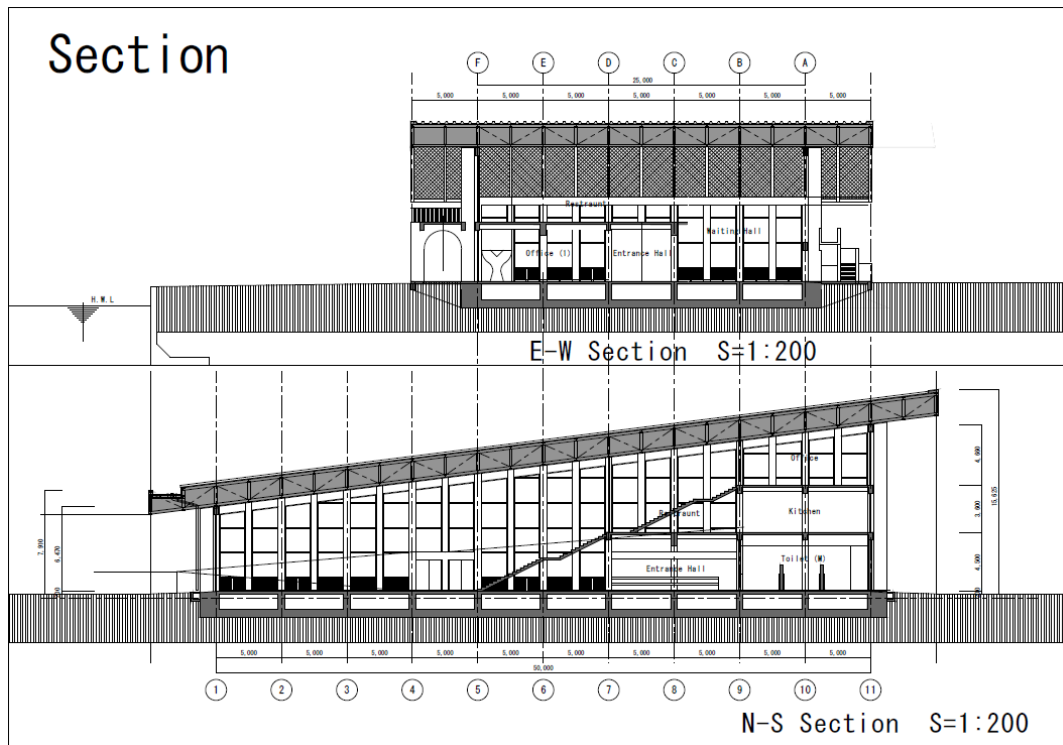 Section
F E D C B A
25,000
5,000 5,000 5,000 5,000 5,000 5,000 5,000
Restraunt
Waiting Hall
Office (1) Entrance Hall
H.W.L
E-W Section S=1:200
Office
4,600
15,625
Restraunt Kitchen
3,600
7,990
6,430
Toilet (M)
4,500
Entrance Hall
5,000 5,000 5,000 5,000 5,000 5,000 5,000 5,000 5,000 5,000
50,000
1 2 3 4 5 6 7 8 9 10 11
N-S Section S=1:200